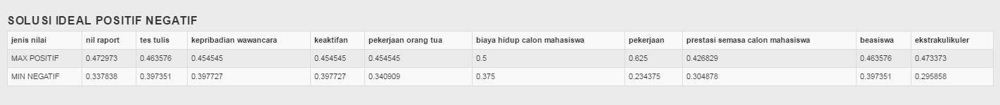 SOLUSI IDEAL POSITIF NEGATIF
jenis nilai nil raport tes tulis kepribadian wawancara keaktifan pekerjaan orang tua biaya hidup calon mahasiswa pekerjaan prestasi semasa calon mahasiswa beasiswa ekstrakulikuler
MAX POSITIF 0.472973 0.463576 0.454545 0.454545 0.454545 0.5 0.625 0.426829 0.463576 0.473373
MIN NEGATIF 0.337838 0.397351 0.397727 0.397727 0.340909 0.375 0.234375 0.304878 0.397351 0.295858